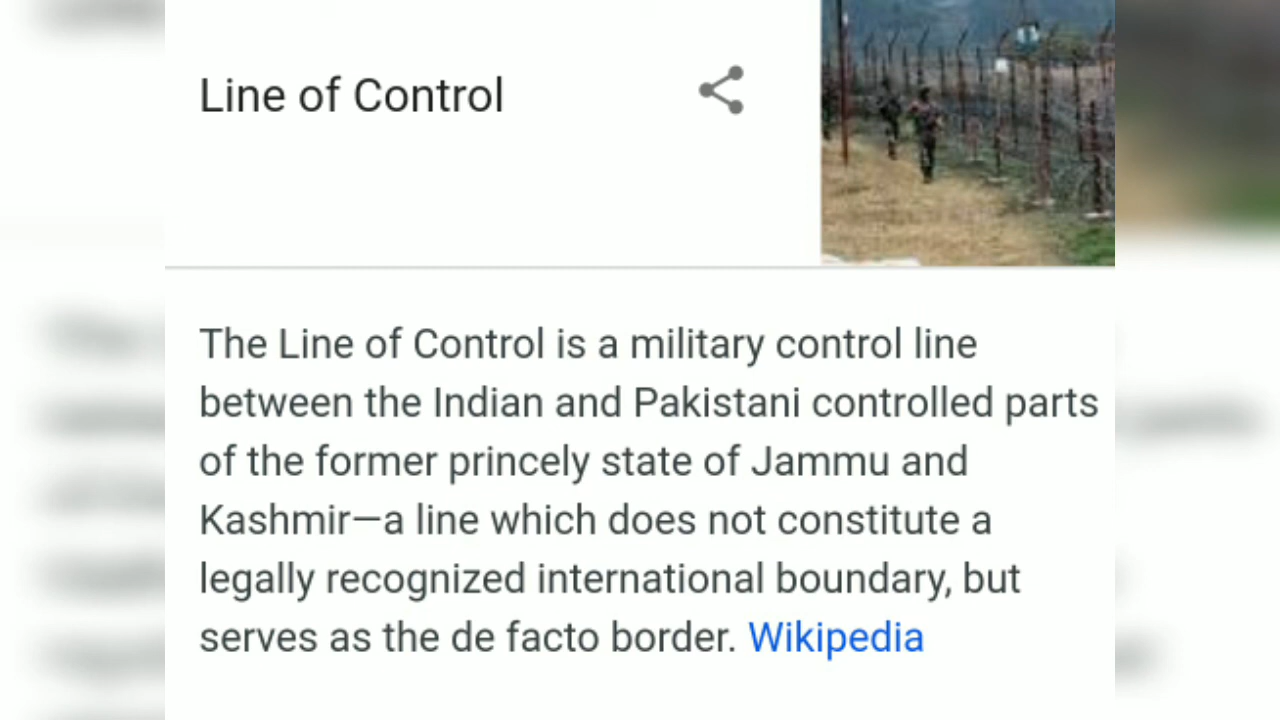 Line of Control
The Line of Control is a military control line
between the Indian and Pakistani controlled parts
of the former princely state of Jammu and
Kashmir—a line which does not constitute a
legally recognized international boundary, but
serves as the de facto border. Wikipedia